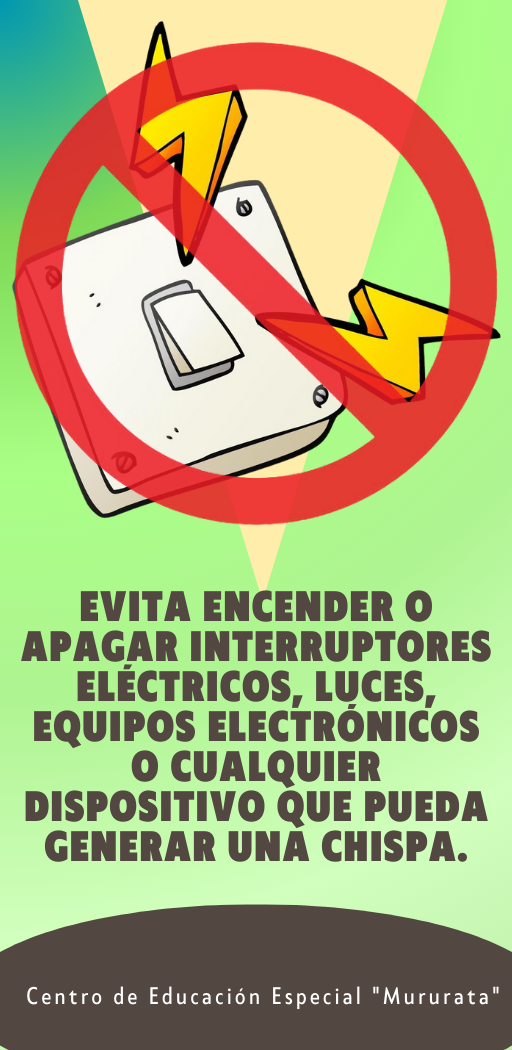 EVITA ENCENDER O
APAGAR INTERRUPTORES
ELÉCTRICOS, LUCES,
EQUIPOS ELECTRÓNICOS
O CUALQUIER
DISPOSITIVO QUE PUEDA
GENERAR UNA CHISPA.
Centro de Educación Especial "Mururata"